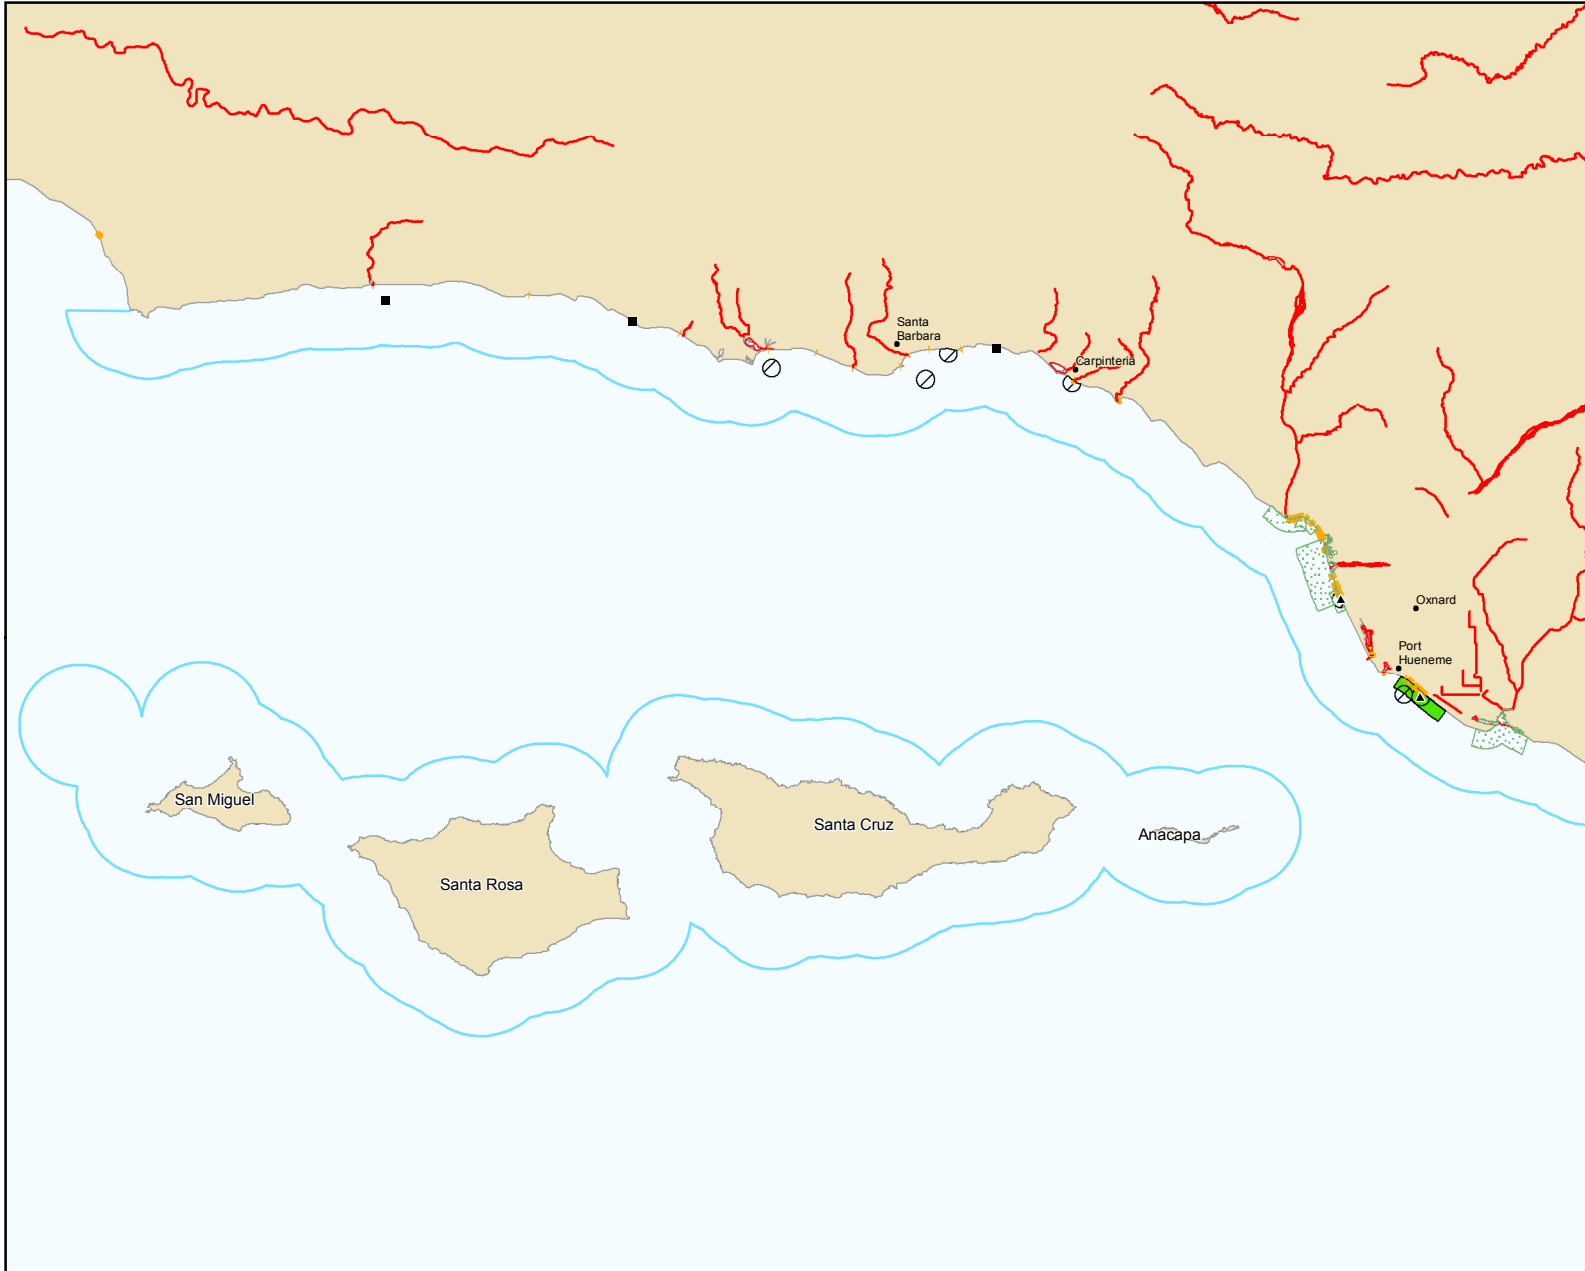 Santa
Barbara
Carpinteria
Oxnard
Port
Hueneme
San Miguel
Santa Cruz
Anacapa
Santa Rosa